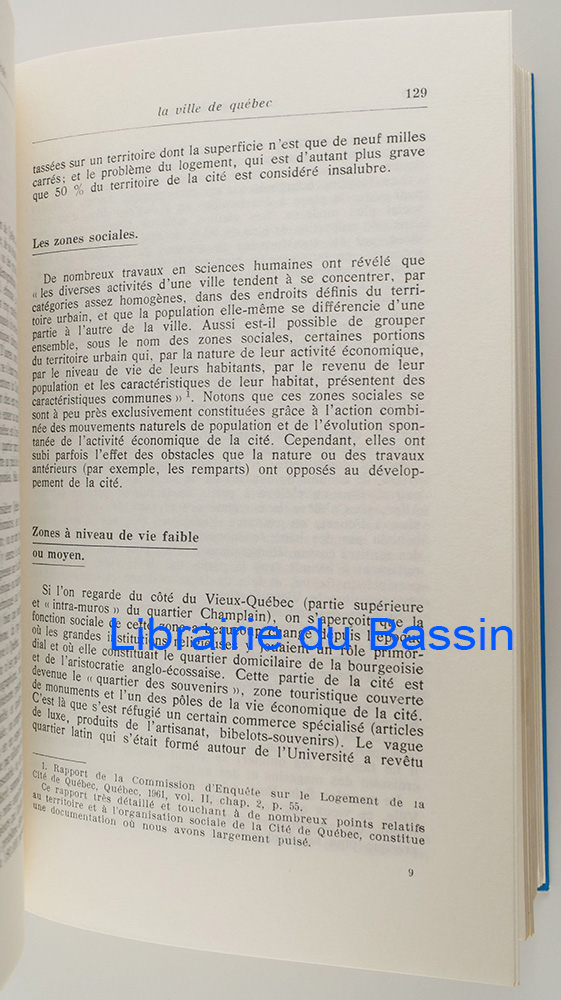 la ville de québec 129
tassées sur un territoire dont la superficie n'est que de neuf milles
carrés; et le problème du logement, qui est d'autant plus grave
que 50 % du territoire de la cité est considéré insalubre.
Les zones sociales.
De nombreux travaux en sciences humaines ont révélé que
« les diverses activités d'une ville tendent à se concentrer, par
catégories assez homogènes, dans des endroits définis du terri-
toire urbain, et que la population elle-même se différencie d'une
partie à l'autre de la ville. Aussi est-il possible de grouper
ensemble, sous le nom des zones sociales, certaines portions
du territoire urbain qui, par la nature de leur activité économique,
par le niveau de vie de leurs habitants, par le revenu de leur
population et les caractéristiques de leur habitat, présentent des
caractéristiques communes » 1. Notons que ces zones sociales se
sont à peu près exclusivement constituées grâce à l'action combi-
née des mouvements naturels de population et de l'évolution spon-
tanée de l'activité économique de la cité. Cependant, elles ont
subi parfois l'effet des obstacles que la nature ou des travaux
antérieurs (par exemple, les remparts) ont opposés au dévelop-
pement de la cité.
Zones à niveau de vie faible
ou moyen.
Si l'on regarde du côté du Vieux-Québec (partie supérieure
et « intra-muros » du quartier Champlain), on s'aperçoit que la
fonction sociale de cette zone a beaucoup changé depuis l'époque
où les grandes institutions religieuses y jouaient un rôle primor-
dial et où elle constituait le quartier domicilaire de la bourgeoisie
et de l'aristocratie anglo-écossaise. Cette partie de la cité est
devenue le « quartier des souvenirs », zone touristique couverte
de monuments et l'un des pôles de la vie économique de la cité.
C'est là que s'est réfugié un certain commerce spécialisé (articles
de luxe, produits de l'artisanat, bibelots-souvenirs). Le vague
quartier latin qui s'était formé autour de l'Université a revêtu
1. Rapport de la Commission d'Enquête sur le Logement de la
Cité de Québec, Québec, 1961, vol. II, chap. 2, p. 55.
Ce rapport très détaillé et touchant à de nombreux points relatifs
au territoire et à l'organisation sociale de la Cité de Québec, constitue
une documentation où nous avons largement puisé.
9
Librairie du Bassin